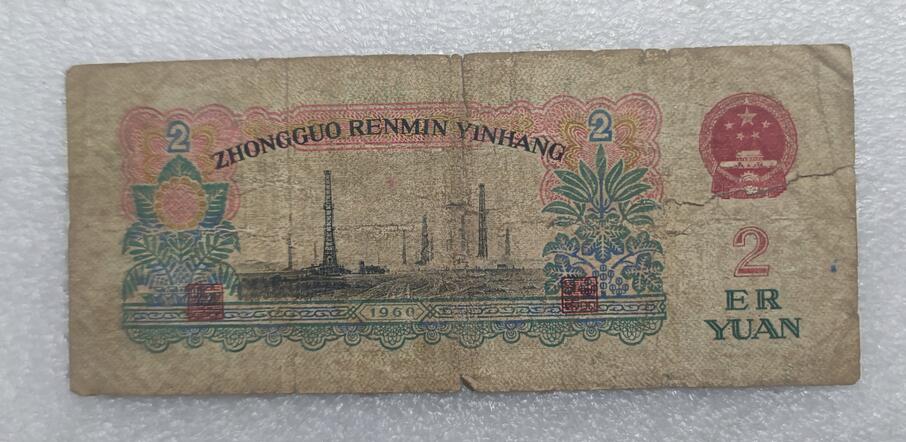 2
ZHONGGUO RENMIN YINHANG
2
2
ER
YUAN
1960